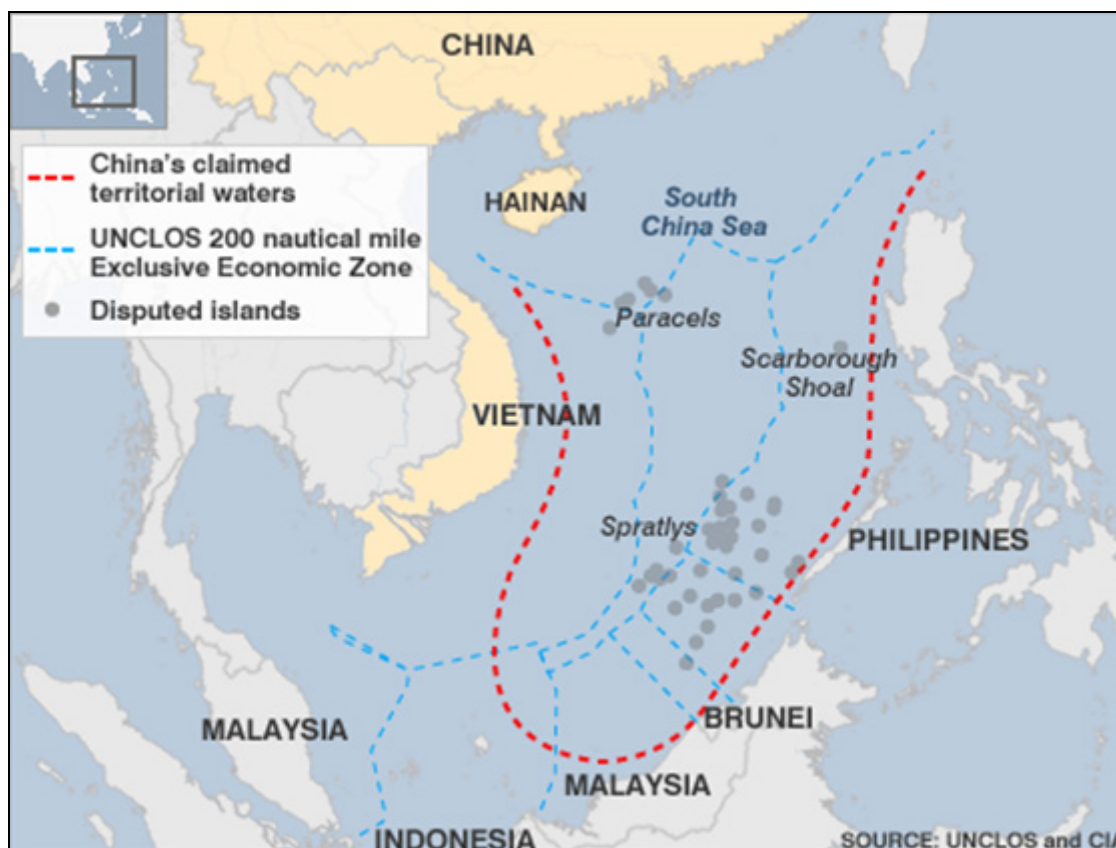 CHINA
China's claimed
territorial waters
UNCLOS 200 nautical mile
Exclusive Economic Zone
Disputed islands
HAINAN
South
China Sea
Paracels
Scarborough
Shoal
VIETNAM
Spratlys
PHILIPPINES
MALAYSIA
BRUNEI
MALAYSIA
INDONESIA
SOURCE: UNCLOS and CIA